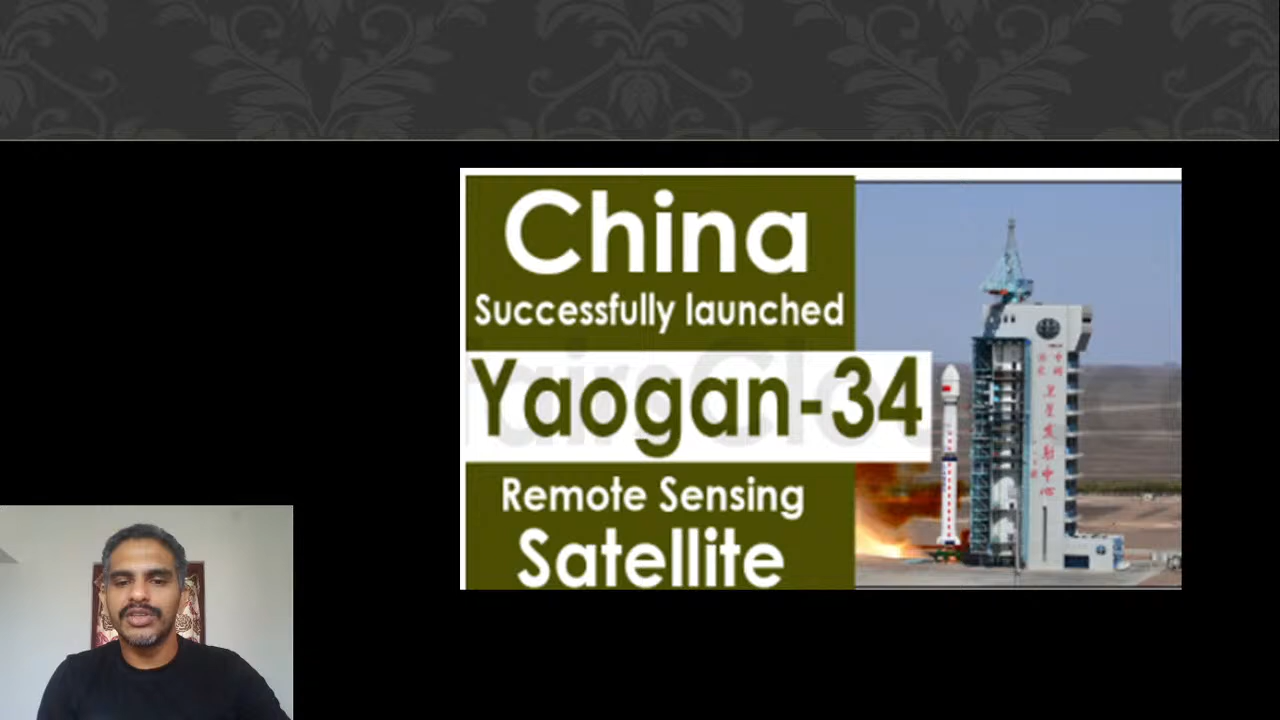 China
Successfully launched
Yaogan-34
Remote Sensing
Satellite